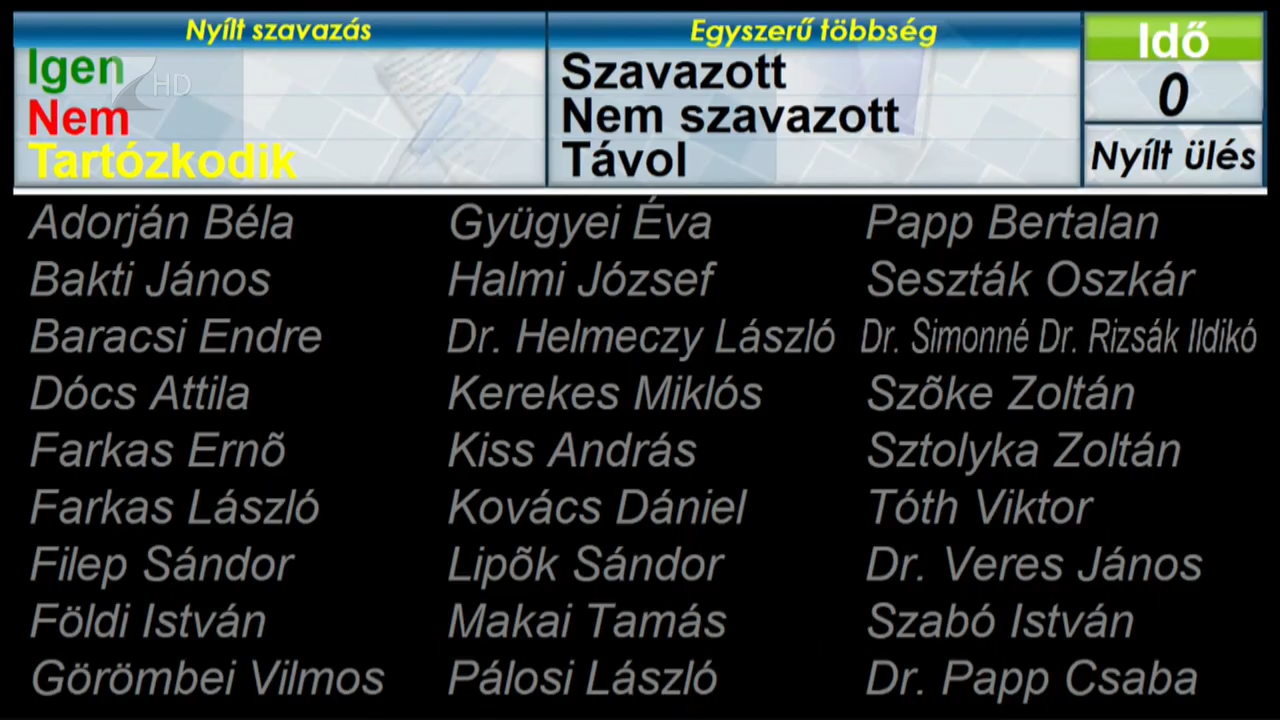 Nyílt szavazás
Igen
Nem
Tartózkodik
HD
Egyszerű többség
Szavazott
Nem szavazott
Távol
Idő
0
Nyílt ülés
Adorján Béla
Bakti János
Baracsi Endre
Dócs Attila
Farkas Ernõ
Farkas László
Filep Sándor
Földi István
Görömbei Vilmos
Gyügyei Éva
Halmi József
Dr. Helmeczy László
Kerekes Miklós
Kiss András
Kovács Dániel
Lipõk Sándor
Makai Tamás
Pálosi László
Papp Bertalan
Seszták Oszkár
Dr. Simonné Dr. Rizsák Ildikó
Szõke Zoltán
Sztolyka Zoltán
Tóth Viktor
Dr. Veres János
Szabó István
Dr. Papp Csaba